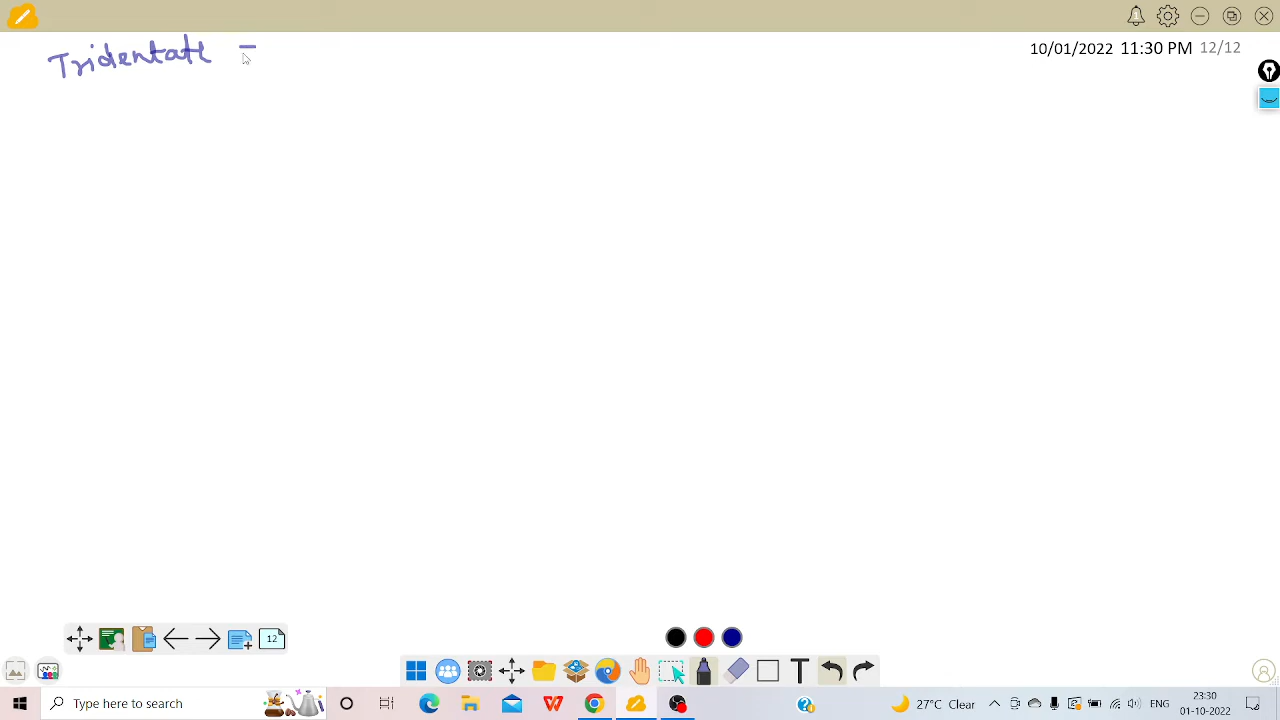 Tridentate =
10/01/2022 11:30 PM 12/12
12
Type here to search
27°C Clear
ENG
23:30
01-10-2022